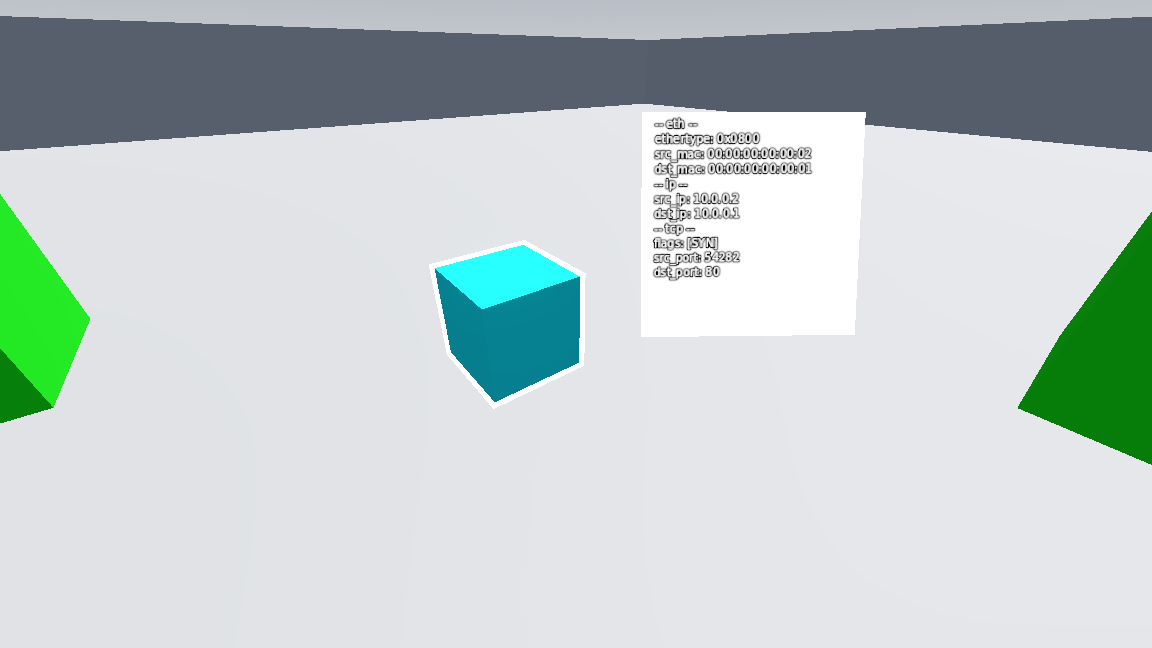 -- eth --
ethertype: 0x0800
src_mac: 00:00:00:00:00:02
dst_mac: 00:00:00:00:00:01
-- ip --
src_ip: 10.0.0.2
dst_ip: 10.0.0.1
-- tcp --
flags: [SYN]
src_port: 54282
dst_port: 80